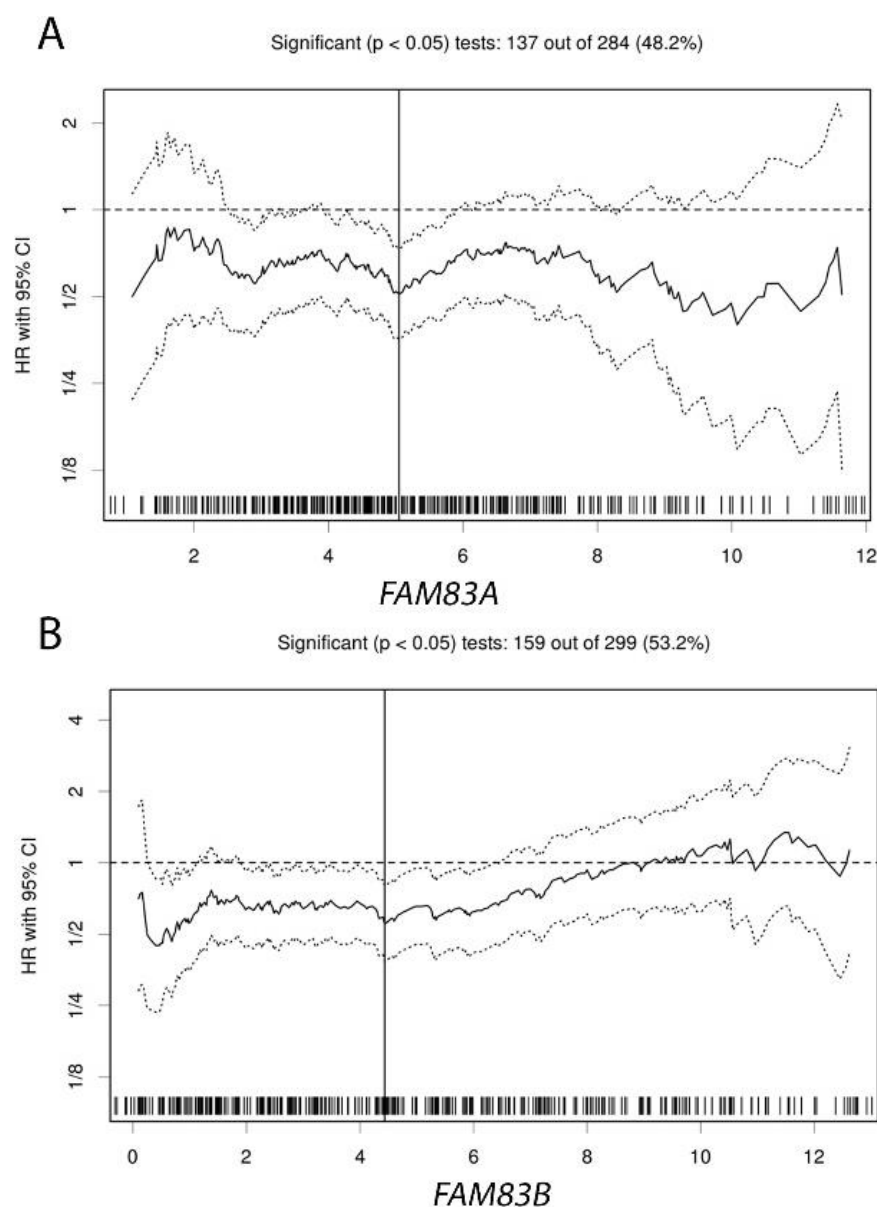 A
Significant (p < 0.05) tests: 137 out of 284 (48.2%)
HR with 95% CI
2
1
1/2
1/4
1/8
2 4 6 8 10 12
FAM83A
B
Significant (p < 0.05) tests: 159 out of 299 (53.2%)
HR with 95% CI
4
2
1
1/2
1/4
1/8
0 2 4 6 8 10 12
FAM83B